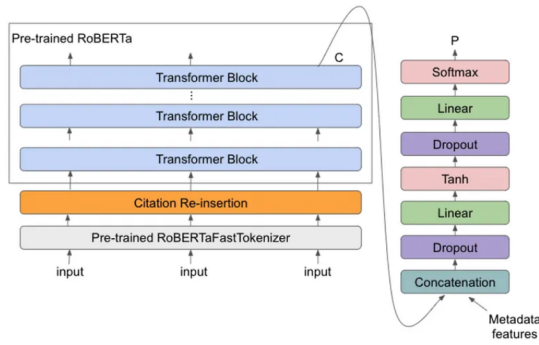 Pre-trained RoBERTa
C
Transformer Block
⋮
Transformer Block
Transformer Block
Citation Re-insertion
Pre-trained RoBERTaFastTokenizer
input input input
P
Softmax
Linear
Dropout
Tanh
Linear
Dropout
Concatenation
Metadata
features